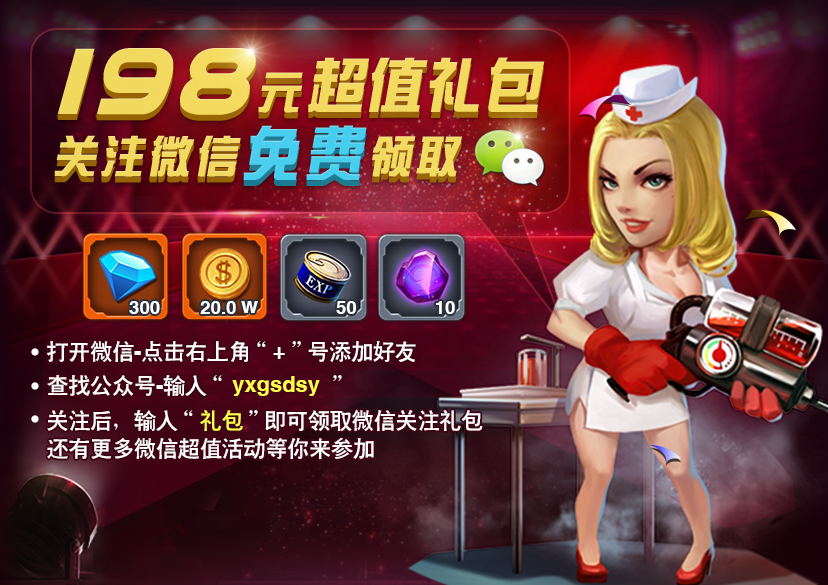 198元超值礼包
关注微信免费领取
300
20.0 W
EXP
50
10
• 打开微信-点击右上角“+”号添加好友
• 查找公众号-输入“ yxgsdsy ”
• 关注后，输入“礼包”即可领取微信关注礼包
还有更多微信超值活动等你来参加